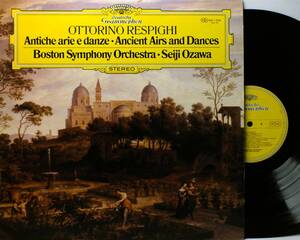 Deutsche
Grammophon
OTTORINO RESPIGHI
Antiche arie e danze · Ancient Airs and Dances
Boston Symphony Orchestra · Seiji Ozawa
STEREO